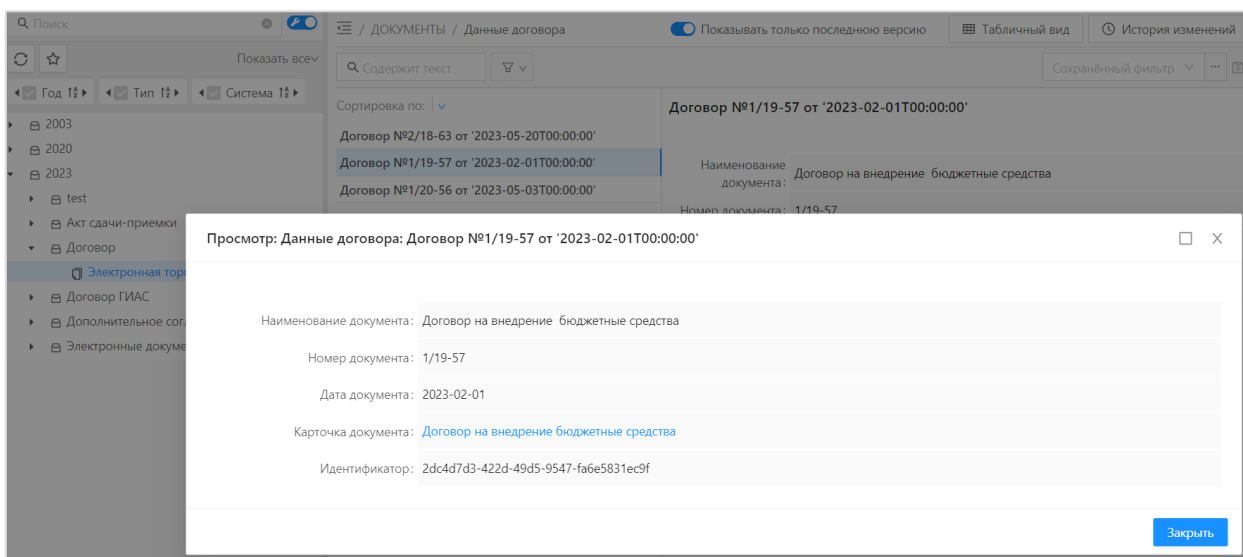 Поиск
/ ДОКУМЕНТЫ / Данные договора
Показывать только последнюю версию
Табличный вид
История изменений
Показать все
Содержит текст
Сохранённый фильтр
Год
Тип
Система
Сортировка по:
Договор №1/19-57 от '2023-02-01T00:00:00'
2003
Договор №2/18-63 от '2023-05-20T00:00:00'
2020
Договор №1/19-57 от '2023-02-01T00:00:00'
Наименование документа: Договор на внедрение бюджетные средства
2023
Договор №1/20-56 от '2023-05-03T00:00:00'
test
Номер документа: 1/19-57
Акт сдачи-приемки
Договор
Электронная тор
Договор ГИАС
Дополнительное сог
Электронные докуме
Просмотр: Данные договора: Договор №1/19-57 от '2023-02-01T00:00:00'
Наименование документа: Договор на внедрение бюджетные средства
Номер документа: 1/19-57
Дата документа: 2023-02-01
Карточка документа: Договор на внедрение бюджетные средства
Идентификатор: 2dc4d7d3-422d-49d5-9547-fa6e5831ec9f
Закрыть